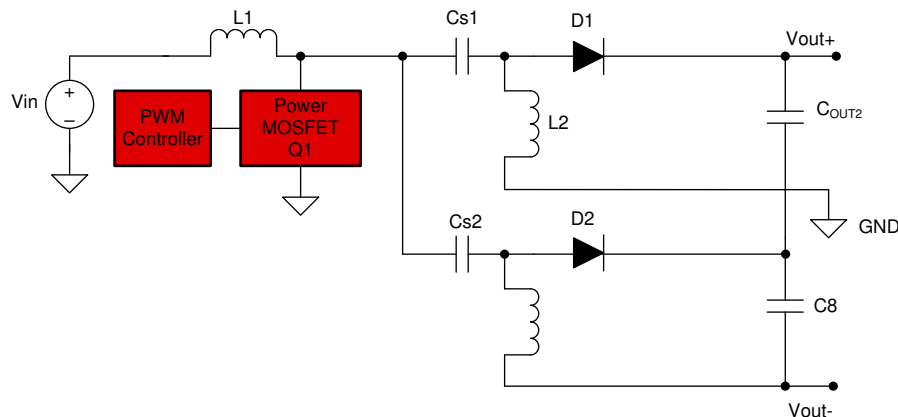 L1
Cs1
D1
Vout+
Vin
+
–
PWM
Controller
Power
MOSFET
Q1
L2
COUT2
GND
Cs2
D2
C8
Vout-